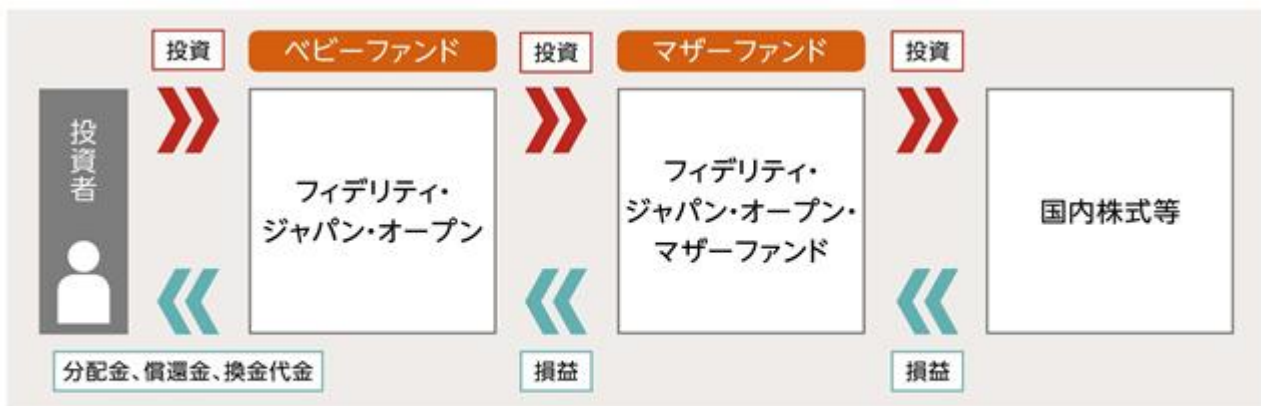 投資
ベビーファンド
投資
マザーファンド
投資
投資者
フィデリティ・
ジャパン・オープン
フィデリティ・
ジャパン・オープン・
マザーファンド
国内株式等
分配金、償還金、換金代金
損益
損益